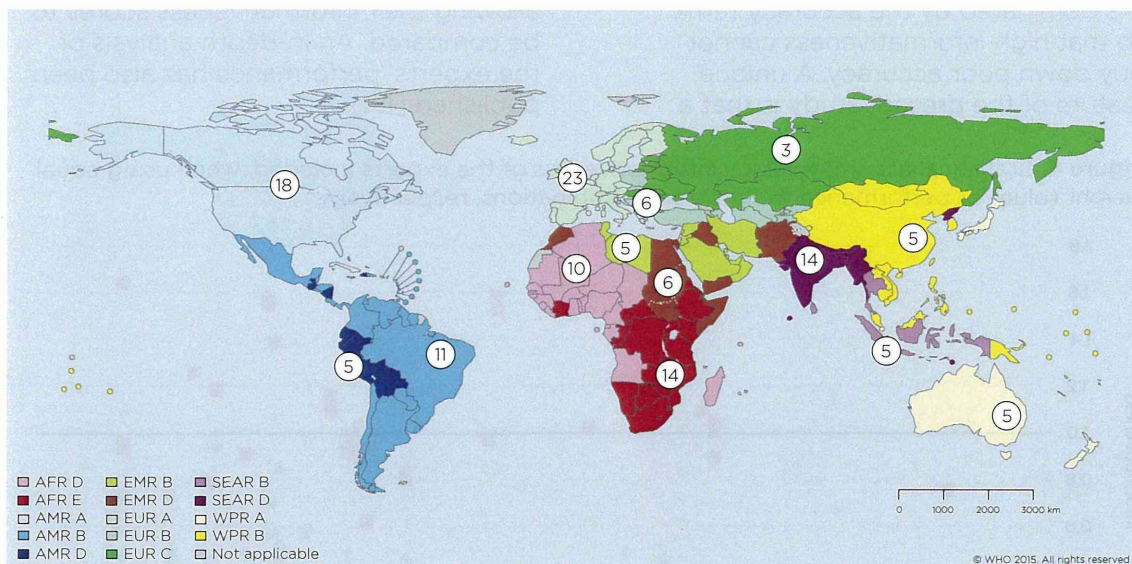 3
23
18
6
5
5
14
10
6
5
11
5
14
5
AFR D EMR B SEAR B
AFR E EMR D SEAR D
AMR A EUR A WPR A
AMR B EUR B WPR B
AMR D EUR C Not applicable
0 1000 2000 3000 km
© WHO 2015. All rights reserved